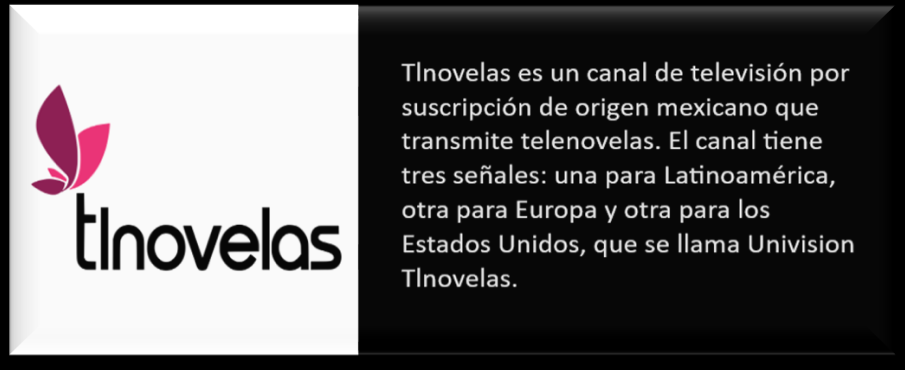 tlnovelas
Tlnovelas es un canal de televisión por
suscripción de origen mexicano que
transmite telenovelas. El canal tiene
tres señales: una para Latinoamérica,
otra para Europa y otra para los
Estados Unidos, que se llama Univision
Tlnovelas.